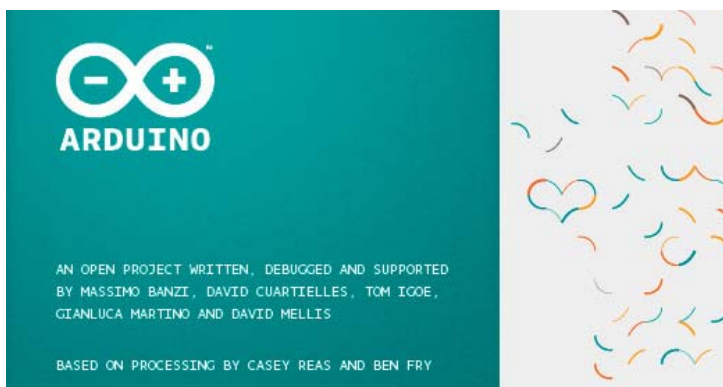 ARDUINO
AN OPEN PROJECT WRITTEN, DEBUGGED AND SUPPORTED
BY MASSIMO BANZI, DAVID CUARTIELLES, TOM IGOE,
GIANLUCA MARTINO AND DAVID MELLIS
BASED ON PROCESSING BY CASEY REAS AND BEN FRY